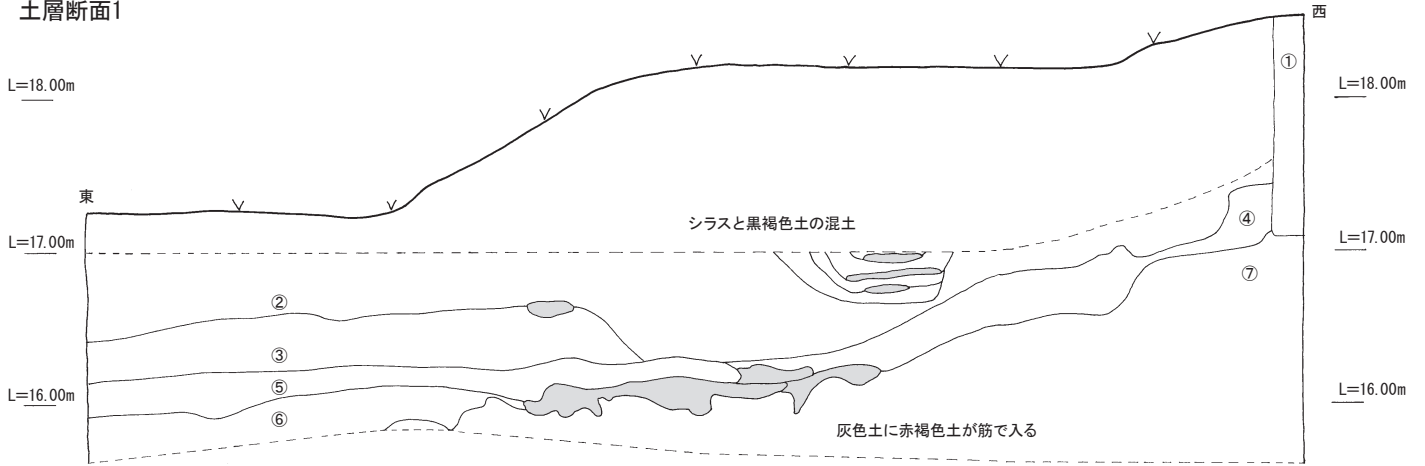 土層断面1
西
①
L=18.00m
L=18.00m
東
シラスと黒褐色土の混土
④
L=17.00m
L=17.00m
⑦
②
③
⑤
L=16.00m
L=16.00m
⑥
灰色土に赤褐色土が筋で入る